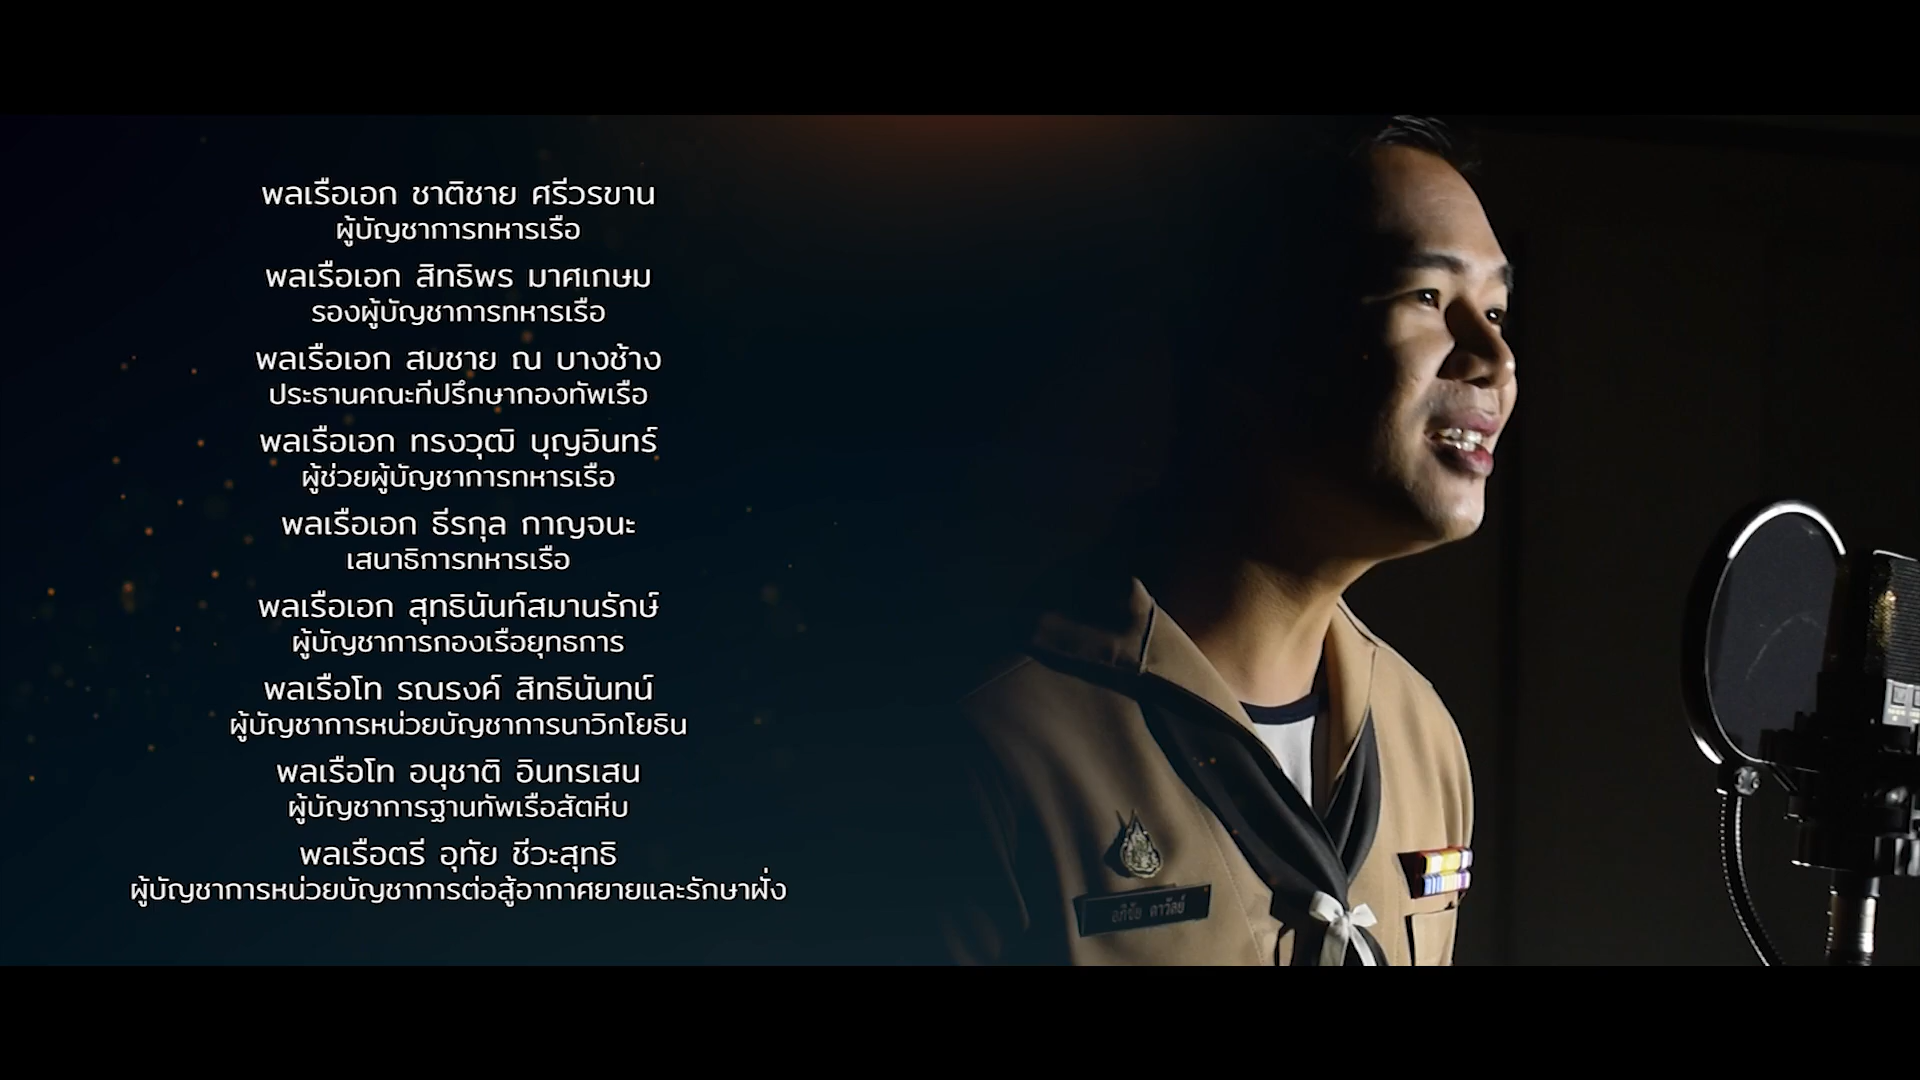 พลเรือเอก ชาติชาย ศรีวรขาน
ผู้บัญชาการทหารเรือ
พลเรือเอก สิทธิพร มาศเกษม
รองผู้บัญชาการทหารเรือ
พลเรือเอก สมชาย ณ บางช้าง
ประธานคณะที่ปรึกษากองทัพเรือ
พลเรือเอก ทรงวุฒิ บุญอินทร์
ผู้ช่วยผู้บัญชาการทหารเรือ
พลเรือเอก ธีรกุล กาญจนะ
เสนาธิการทหารเรือ
พลเรือเอก สุทธินันท์สมานรักษ์
ผู้บัญชาการกองเรือยุทธการ
พลเรือโท รณรงค์ สิทธินันทน์
ผู้บัญชาการหน่วยบัญชาการนาวิกโยธิน
พลเรือโท อนุชาติ อินทรเสน
ผู้บัญชาการฐานทัพเรือสัตหีบ
พลเรือตรี อุทัย ชีวะสุทธิ
ผู้บัญชาการหน่วยบัญชาการต่อสู้อากาศยายและรักษาฝั่ง